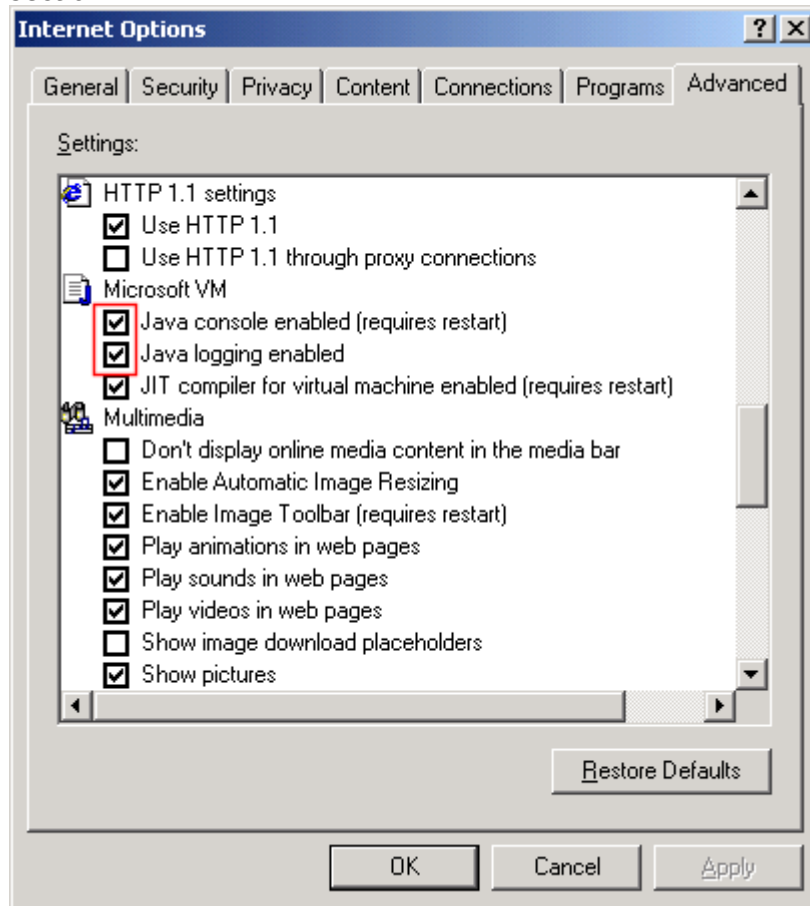 Internet Options
General Security Privacy Content Connections Programs Advanced
Settings:
HTTP 1.1 settings
Use HTTP 1.1
Use HTTP 1.1 through proxy connections
Microsoft VM
Java console enabled (requires restart)
Java logging enabled
JIT compiler for virtual machine enabled (requires restart)
Multimedia
Don't display online media content in the media bar
Enable Automatic Image Resizing
Enable Image Toolbar (requires restart)
Play animations in web pages
Play sounds in web pages
Play videos in web pages
Show image download placeholders
Show pictures
Restore Defaults
OK Cancel Apply